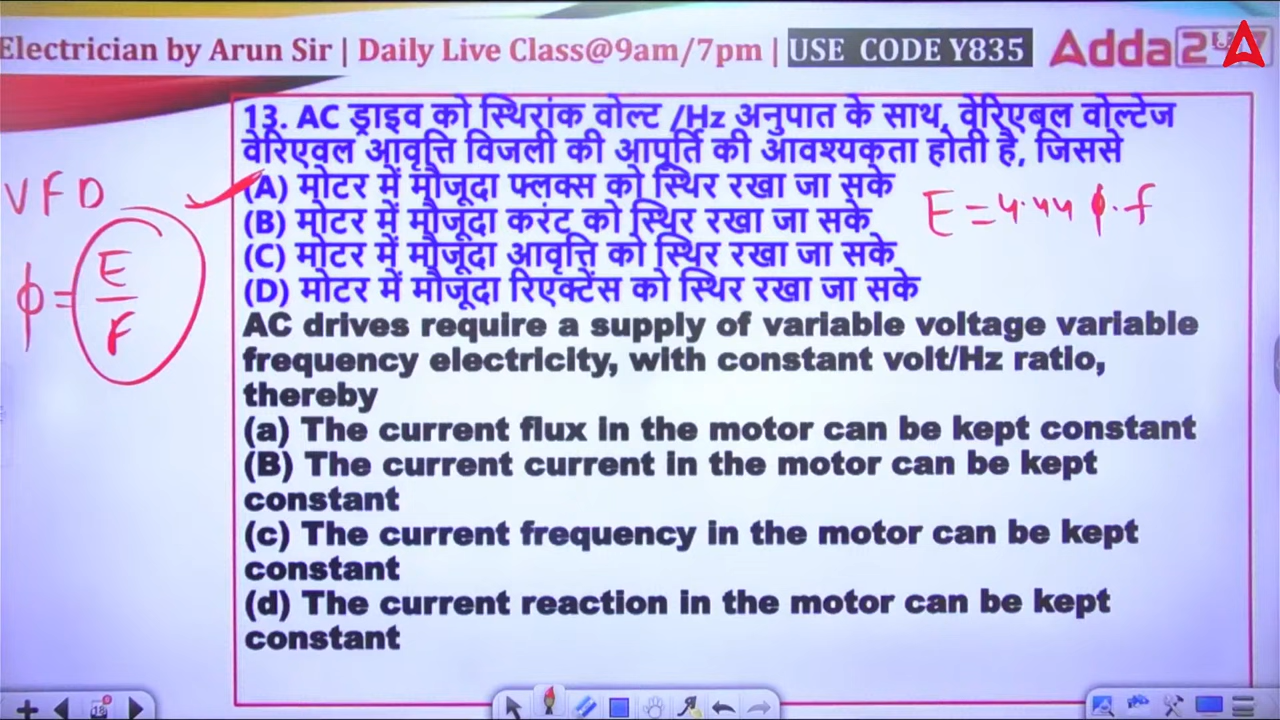 Electrician by Arun Sir | Daily Live Class@9am/7pm | USE CODE Y835 Adda247
13. AC ड्राइव को स्थिरांक वोल्ट /Hz अनुपात के साथ, वेरिएबल वोल्टेज
वेरिएवल आवृत्ति विजली की आपूर्ति की आवश्यकता होती है, जिससे
(A) मोटर में मौजूदा फ्लक्स को स्थिर रखा जा सके
(B) मोटर में मौजूदा करंट को स्थिर रखा जा सके
(C) मोटर में मौजूदा आवृत्ति को स्थिर रखा जा सके
(D) मोटर में मौजूदा रिएक्टेंस को स्थिर रखा जा सके
AC drives require a supply of variable voltage variable
frequency electricity, with constant volt/Hz ratio,
thereby
(a) The current flux in the motor can be kept constant
(B) The current current in the motor can be kept
constant
(c) The current frequency in the motor can be kept
constant
(d) The current reaction in the motor can be kept
constant
VFD
ϕ = E
F
E = 4.44 ϕ.f
18